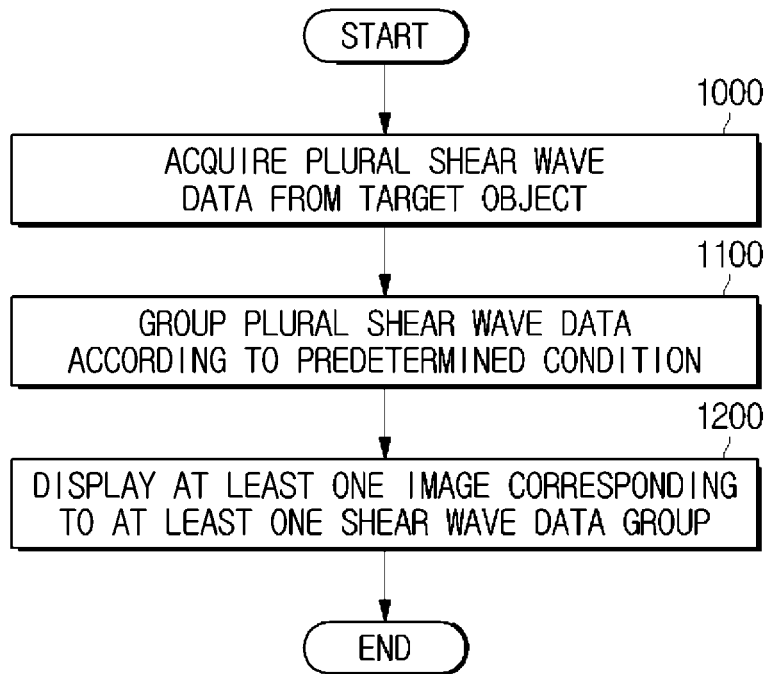 START
1000
ACQUIRE PLURAL SHEAR WAVE
DATA FROM TARGET OBJECT
1100
GROUP PLURAL SHEAR WAVE DATA
ACCORDING TO PREDETERMINED CONDITION
1200
DISPLAY AT LEAST ONE IMAGE CORRESPONDING
TO AT LEAST ONE SHEAR WAVE DATA GROUP
END